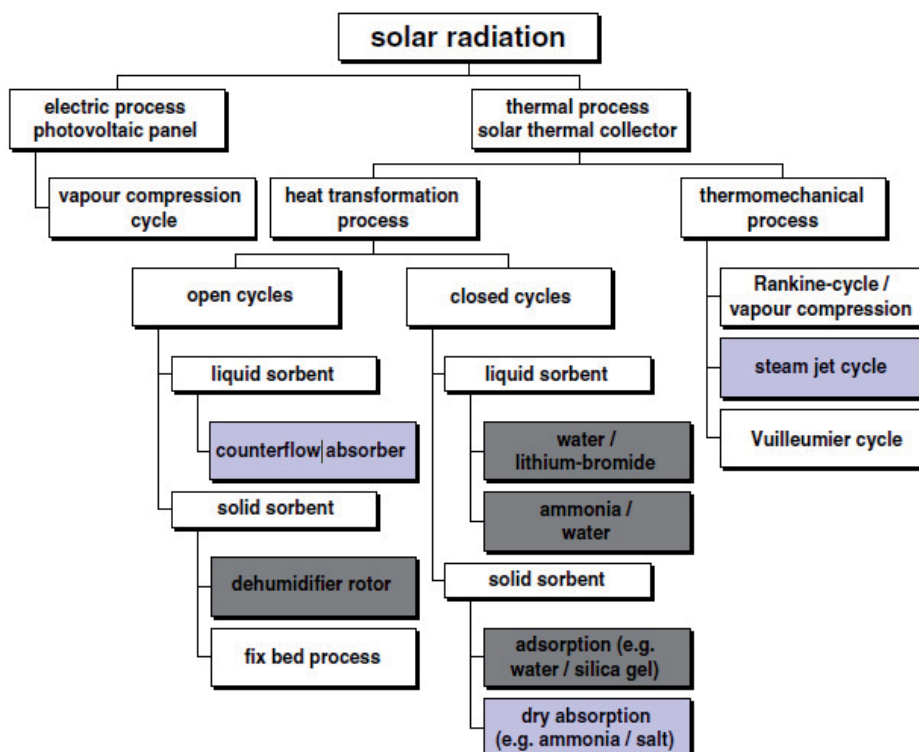 solar radiation
electric process
photovoltaic panel
thermal process
solar thermal collector
vapour compression
cycle
heat transformation
process
thermomechanical
process
open cycles
closed cycles
Rankine-cycle /
vapour compression
liquid sorbent
liquid sorbent
steam jet cycle
counterflow absorber
water /
lithium-bromide
Vuilleumier cycle
solid sorbent
ammonia /
water
dehumidifier rotor
solid sorbent
fix bed process
adsorption (e.g.
water / silica gel)
dry absorption
(e.g. ammonia / salt)